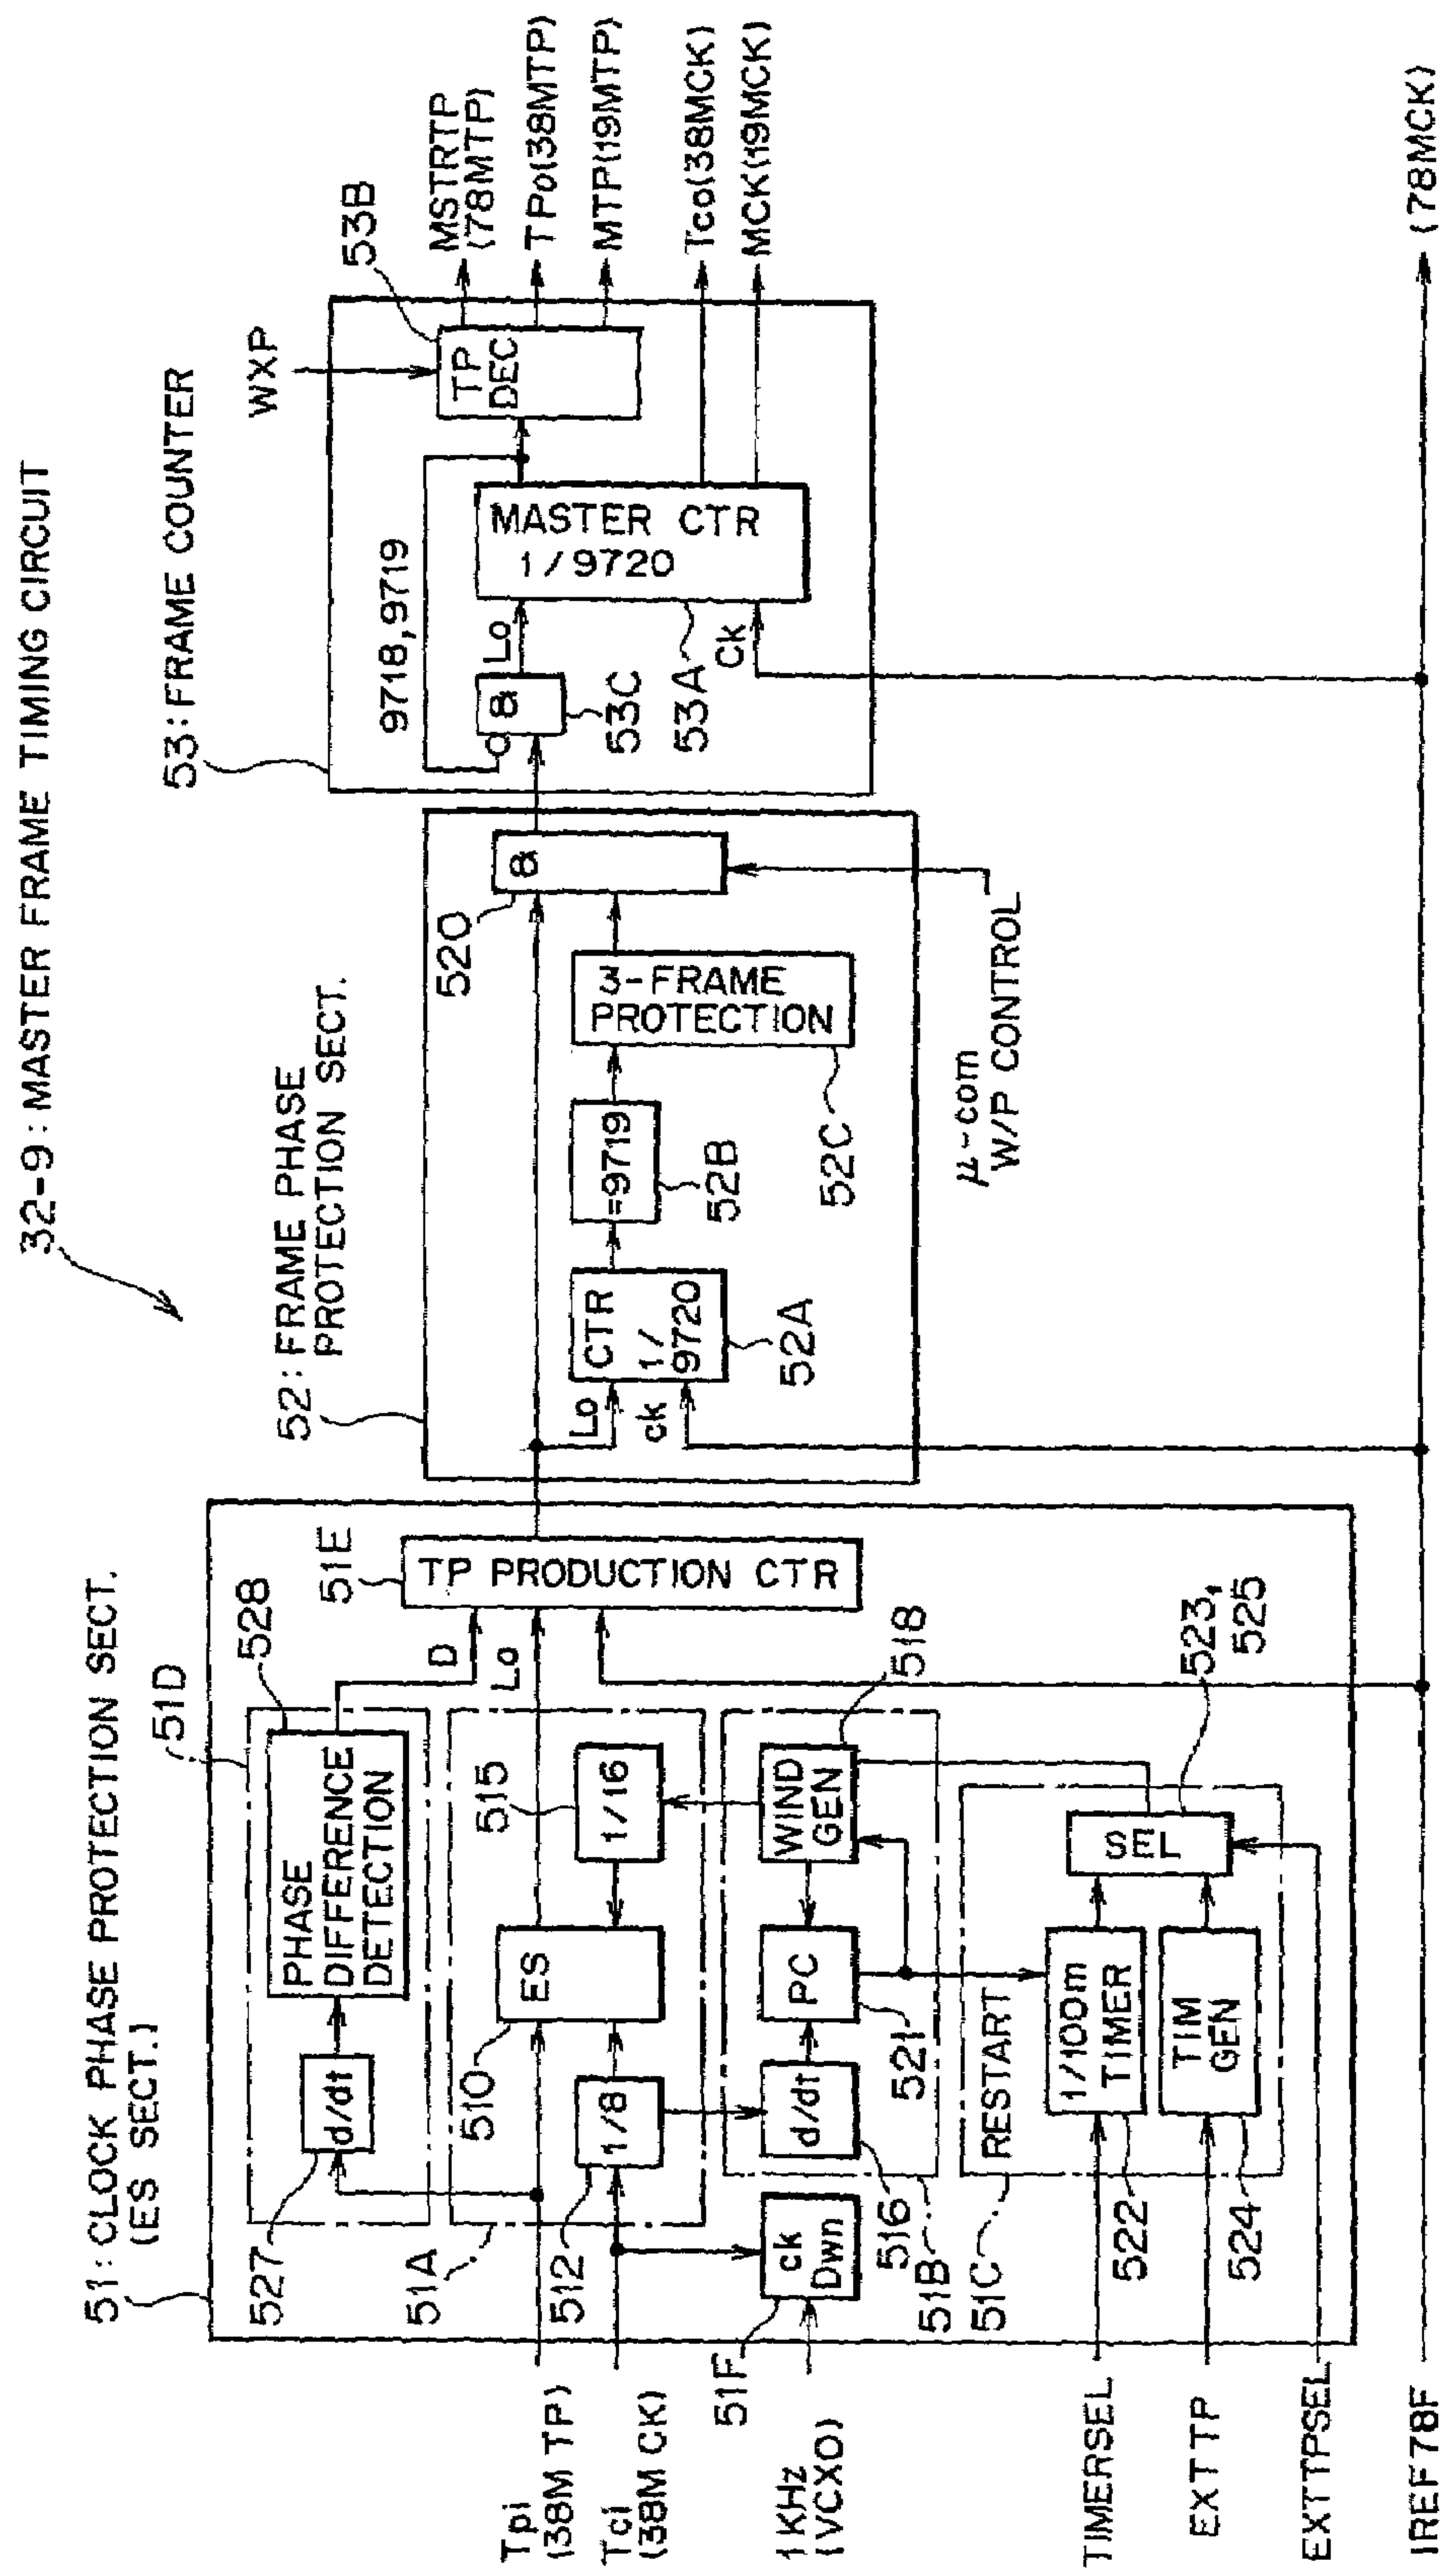 32-9: MASTER FRAME TIMING CIRCUIT
51: CLOCK PHASE PROTECTION SECT.
(ES SECT.)
51D
528
527
d/dt
PHASE
DIFFERENCE
DETECTION
51E
TP PRODUCTION CTR
D
Lo
51A
510
ES
515
1/16
512
1/8
Tpi
(38M TP)
Tci
(38M CK)
51F
ck
Dwn
1KHz
(VCXO)
516
d/dt
521
PC
WIND
GEN
518
51B
51C
RESTART
1/100m
TIMER
522
TIM
GEN
524
SEL
523,
525
TIMERSEL
EXTTP
EXTTPSEL
IREF78F
52: FRAME PHASE
PROTECTION SECT.
Lo
ck
CTR
1/
9720
52A
=9719
52B
3-FRAME
PROTECTION
52C
520
&
μ-com
W/P CONTROL
53: FRAME COUNTER
9718,9719
&
53C
Lo
Ck
MASTER CTR
1/9720
53A
WXP
TP
DEC
53B
MSTRTP
(78MTP)
TPo(38MTP)
MTP(19MTP)
Tco(38MCK)
MCK(19MCK)
(78MCK)